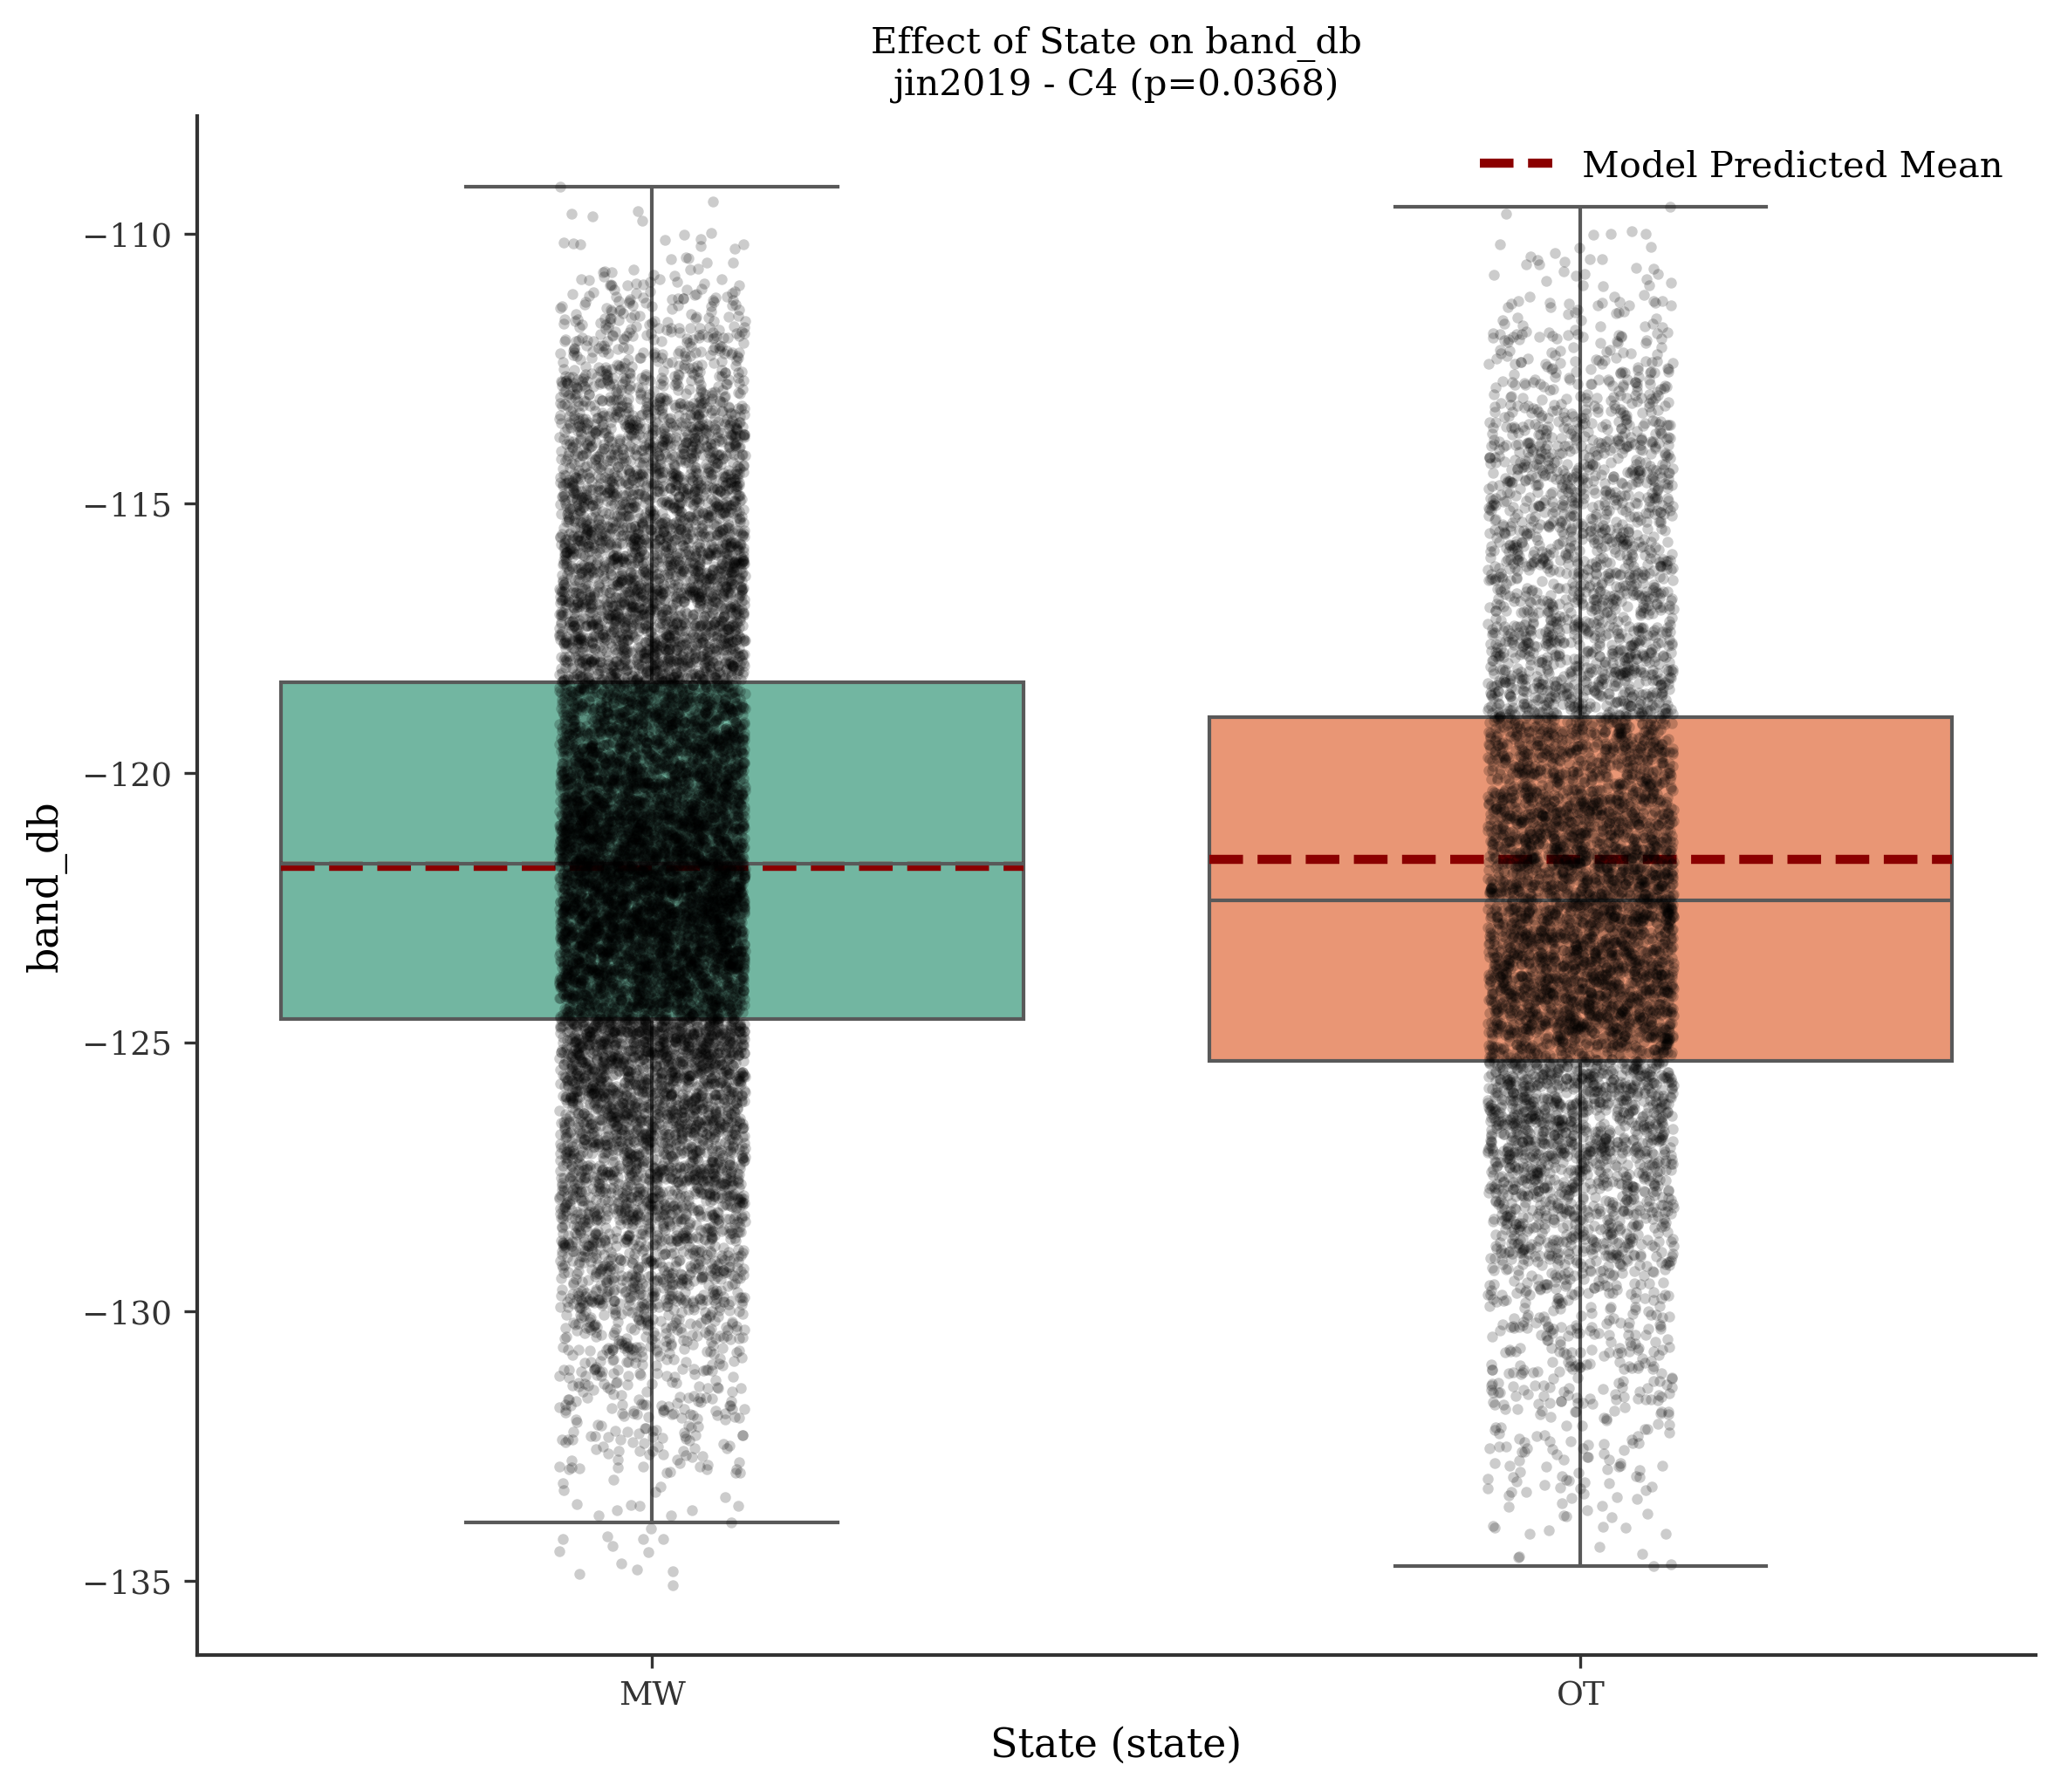 Effect of State on band_db
jin2019 - C4 (p=0.0368)
Model Predicted Mean
−110
−115
−120
−125
−130
−135
band_db
MW
OT
State (state)